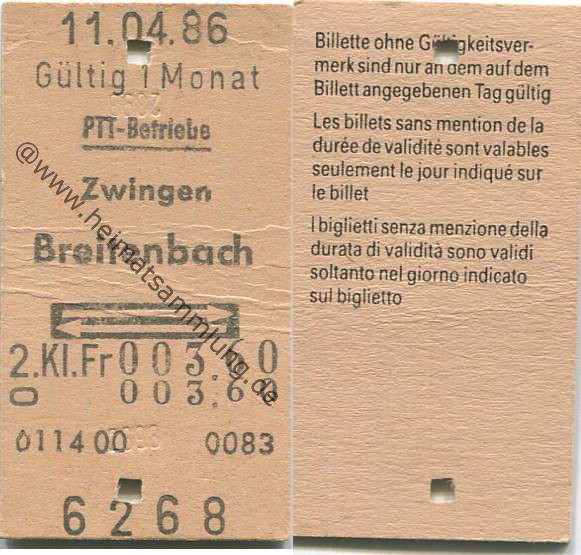 11.04.86
Gültig 1 Monat
PTT-Betriebe
Zwingen
Breitenbach
2.Kl.Fr 003.60
003.60
011400 0083
6268
@www.heimatsammlung.de
Billette ohne Gültigkeitsver-
merk sind nur an dem auf dem
Billett angegebenen Tag gültig
Les billets sans mention de la
durée de validité sont valables
seulement le jour indiqué sur
le billet
I biglietti senza menzione della
durata di validità sono validi
soltanto nel giorno indicato
sul biglietto